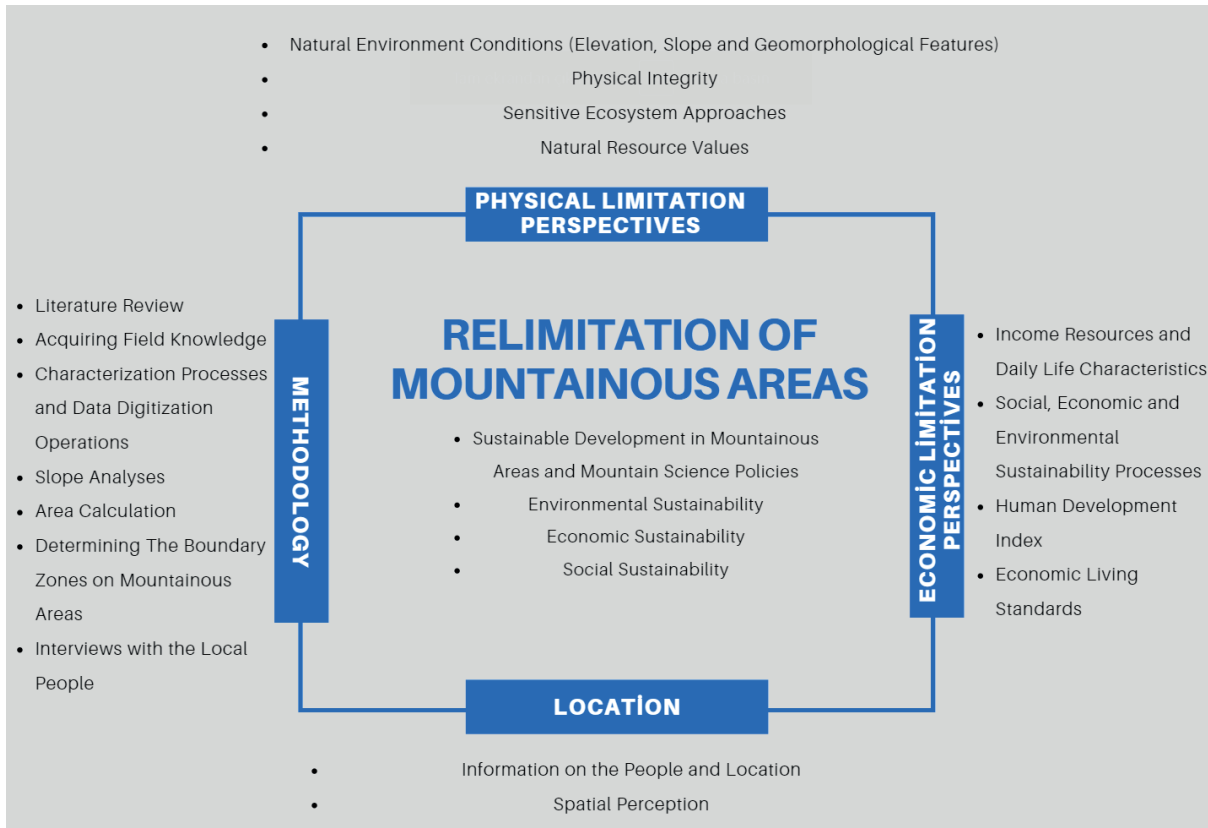 • Natural Environment Conditions (Elevation, Slope and Geomorphological Features)
• Physical Integrity
• Sensitive Ecosystem Approaches
• Natural Resource Values
PHYSICAL LIMITATION
PERSPECTIVES
• Literature Review
• Acquiring Field Knowledge
• Characterization Processes
and Data Digitization
Operations
• Slope Analyses
• Area Calculation
• Determining The Boundary
Zones on Mountainous
Areas
• Interviews with the Local
People
METHODOLOGY
RELIMITATION OF
MOUNTAINOUS AREAS
• Sustainable Development in Mountainous
Areas and Mountain Science Policies
• Environmental Sustainability
• Economic Sustainability
• Social Sustainability
ECONOMİC LİMİTATİON
PERSPECTİVES
• Income Resources and
Daily Life Characteristics
• Social, Economic and
Environmental
Sustainability Processes
• Human Development
Index
• Economic Living
Standards
LOCATİON
• Information on the People and Location
• Spatial Perception